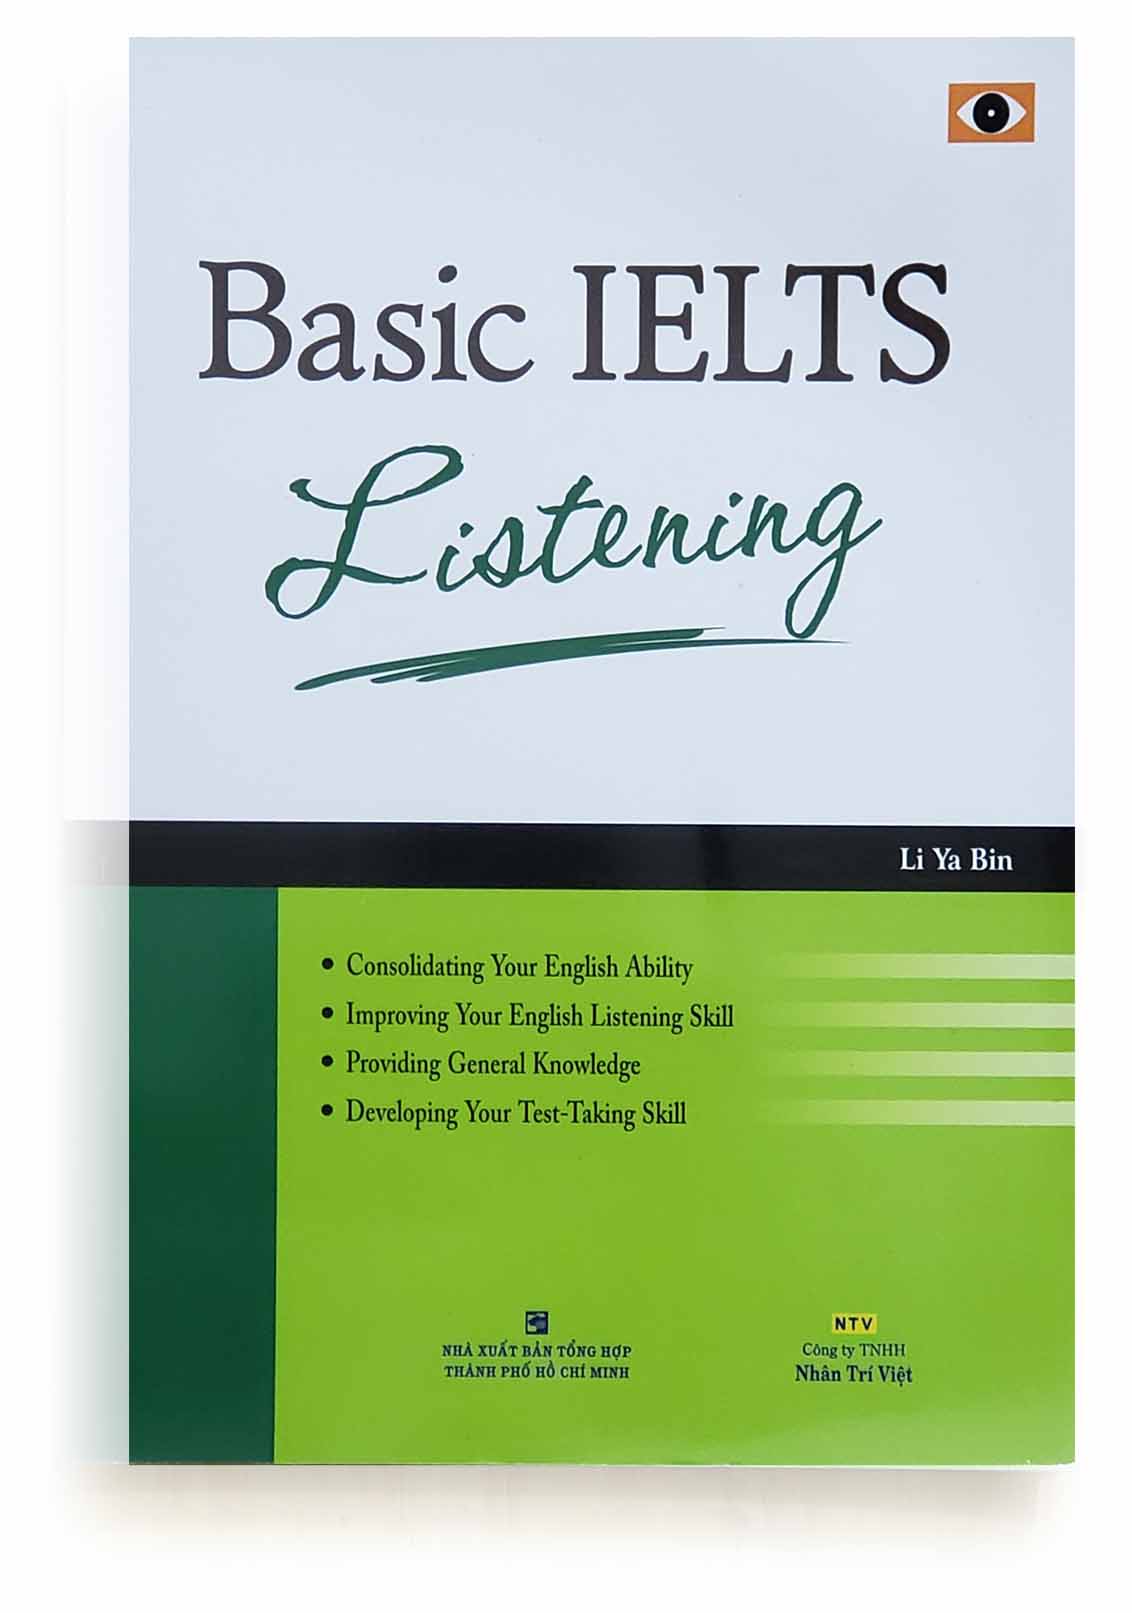 Basic IELTS
Listening
Li Ya Bin
• Consolidating Your English Ability
• Improving Your English Listening Skill
• Providing General Knowledge
• Developing Your Test-Taking Skill
NHÀ XUẤT BẢN TỔNG HỢP
THÀNH PHỐ HỒ CHÍ MINH
NTV
Công ty TNHH
Nhân Trí Việt